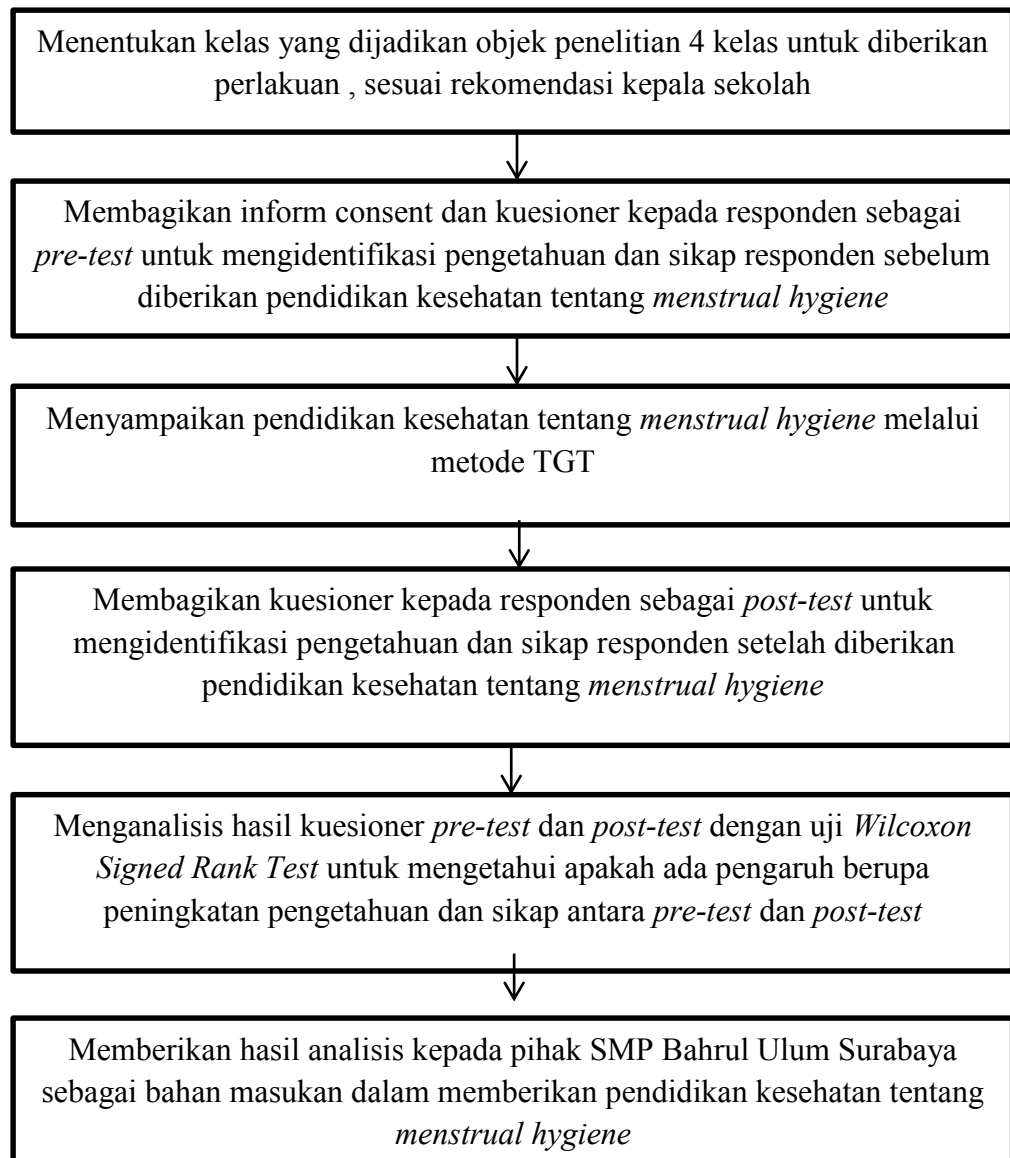 Menentukan kelas yang dijadikan objek penelitian 4 kelas untuk diberikan
perlakuan , sesuai rekomendasi kepala sekolah
Membagikan inform consent dan kuesioner kepada responden sebagai
pre-test untuk mengidentifikasi pengetahuan dan sikap responden sebelum
diberikan pendidikan kesehatan tentang menstrual hygiene
Menyampaikan pendidikan kesehatan tentang menstrual hygiene melalui
metode TGT
Membagikan kuesioner kepada responden sebagai post-test untuk
mengidentifikasi pengetahuan dan sikap responden setelah diberikan
pendidikan kesehatan tentang menstrual hygiene
Menganalisis hasil kuesioner pre-test dan post-test dengan uji Wilcoxon
Signed Rank Test untuk mengetahui apakah ada pengaruh berupa
peningkatan pengetahuan dan sikap antara pre-test dan post-test
Memberikan hasil analisis kepada pihak SMP Bahrul Ulum Surabaya
sebagai bahan masukan dalam memberikan pendidikan kesehatan tentang
menstrual hygiene